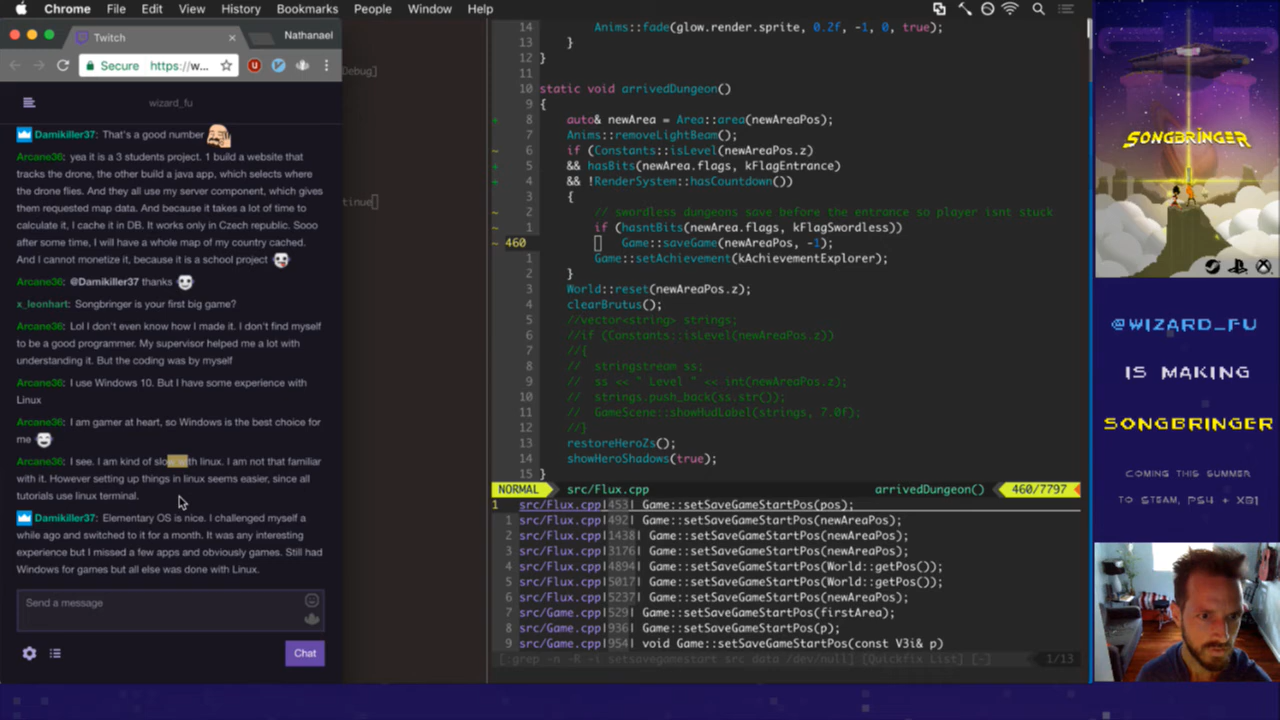 Chrome File Edit View History Bookmarks People Window Help
Twitch
Nathanael
Secure https://w...
wizard_fu
Damikiller37: That's a good number
Arcane36: yea it is a 3 students project. 1 build a website that
tracks the drone, the other build a java app, which selects where
the drone flies. And they all use my server component, which gives
them requested map data. And because it takes a lot of time to
calculate it, I cache it in DB. It works only in Czent republic. Sooo
after some time, I will have a whole map of my country cached.
And I cannot monetize it, because it is a school project
Arcane36: @Damikiller37 thanks
x_leonhart: Songbringer is your first big game?
Arcane36: Lol I don't even know how I made it. I don't find myself
to be a good programmer. My supervisor helped me a lot with
understanding it. But the coding was by myself
Arcane36: I use Windows 10. But I have some experience with
Linux
Arcane36: I am gamer at heart, so Windows is the best choice for
me
Arcane36: I see. I am kind of slow with linux. I am not that familiar
with it. However setting up things in linux seems easier, since all
tutorials use linux terminal.
Damikiller37: Elementary OS is nice. I challenged myself a
while ago and switched to it for a month. It was any interesting
experience but I missed a few apps and obviously games. Still had
Windows for games but all else was done with Linux.
Send a message
Chat
Debug]
tinue]
14 Anims::fade(glow.render.sprite, 0.2f, -1, 0, true);
13 }
12 }
11
10 static void arrivedDungeon()
9 {
8 auto& newArea = Area::area(newAreaPos);
7 Anims::removeLightBeam();
6 if (Constants::isLevel(newAreaPos.z)
5 && hasBits(newArea.flags, kFlagEntrance)
4 && !RenderSystem::hasCountdown())
3 {
2 // swordless dungeons save before the entrance so player isnt stuck
1 if (hasntBits(newArea.flags, kFlagSwordless))
460 Game::saveGame(newAreaPos, -1);
1 Game::setAchievement(kAchievementExplorer);
2 }
3 World::reset(newAreaPos.z);
4 clearBrutus();
5 //vector<string> strings;
6 //if (Constants::isLevel(newAreaPos.z))
7 //{
8 // stringstream ss;
9 // ss << " Level " << int(newAreaPos.z);
10 // strings.push_back(ss.str());
11 // GameScene::showHudLabel(strings, 7.0f);
12 //}
13 restoreHeroZs();
14 showHeroShadows(true);
15 }
NORMAL src/Flux.cpp arrivedDungeon() 460/7797
1 src/Flux.cpp|453| Game::setSaveGameStartPos(pos);
1 src/Flux.cpp|492| Game::setSaveGameStartPos(newAreaPos);
2 src/Flux.cpp|1438| Game::setSaveGameStartPos(newAreaPos);
3 src/Flux.cpp|3176| Game::setSaveGameStartPos(newAreaPos);
4 src/Flux.cpp|4894| Game::setSaveGameStartPos(World::getPos());
5 src/Flux.cpp|5017| Game::setSaveGameStartPos(World::getPos());
6 src/Flux.cpp|5237| Game::setSaveGameStartPos(newAreaPos);
7 src/Game.cpp|529| Game::setSaveGameStartPos(firstArea);
8 src/Game.cpp|936| Game::setSaveGameStartPos(p);
9 src/Game.cpp|954| void Game::setSaveGameStartPos(const V3i& p)
[:grep -n -R -i setsavegamestart src data /dev/null] [Quickfix List] [-] 1/13
SONGBRINGER
@WIZARD_FU
IS MAKING
SONGBRINGER
COMING THIS SUMMER
TO STEAM, PS4 + XB1